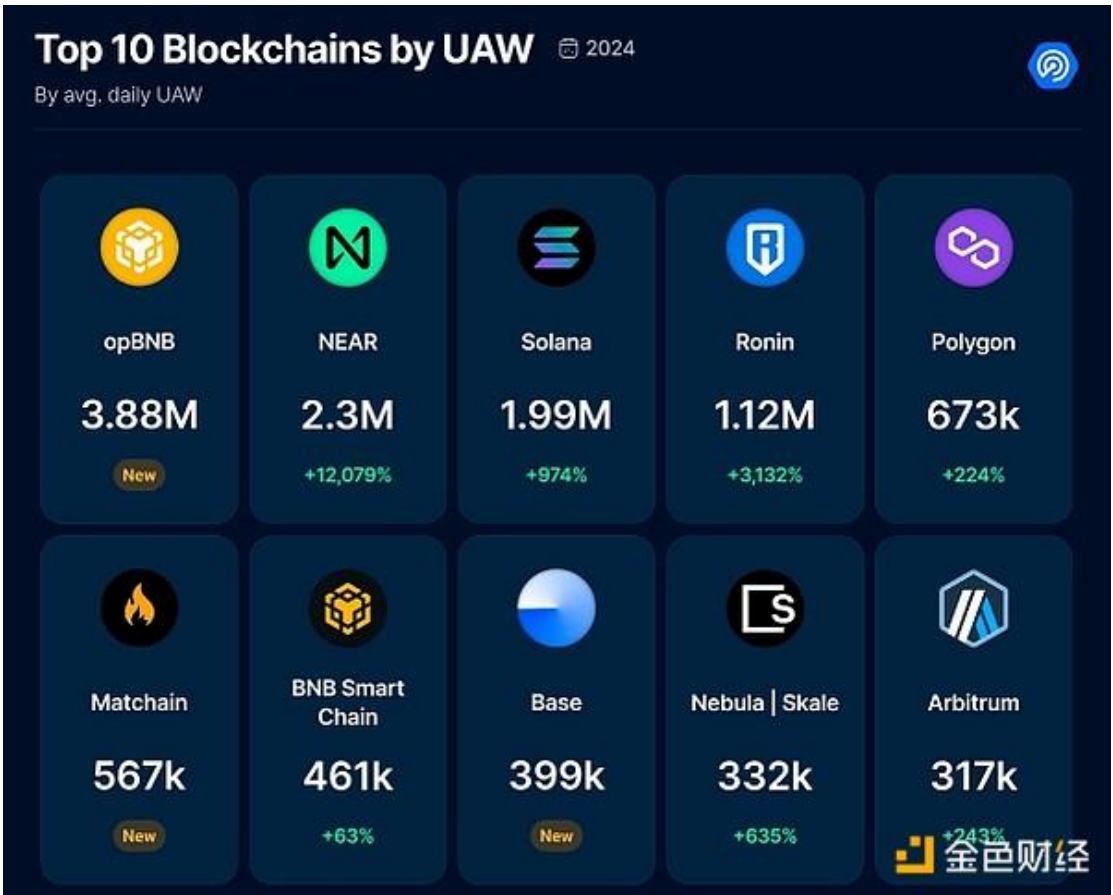 Top 10 Blockchains by UAW 2024
By avg. daily UAW
opBNB
3.88M
New
NEAR
2.3M
+12,079%
Solana
1.99M
+974%
Ronin
1.12M
+3,132%
Polygon
673k
+224%
Matchain
567k
New
BNB Smart
Chain
461k
+63%
Base
399k
New
Nebula | Skale
332k
+635%
Arbitrum
317k
+243%
金色财经